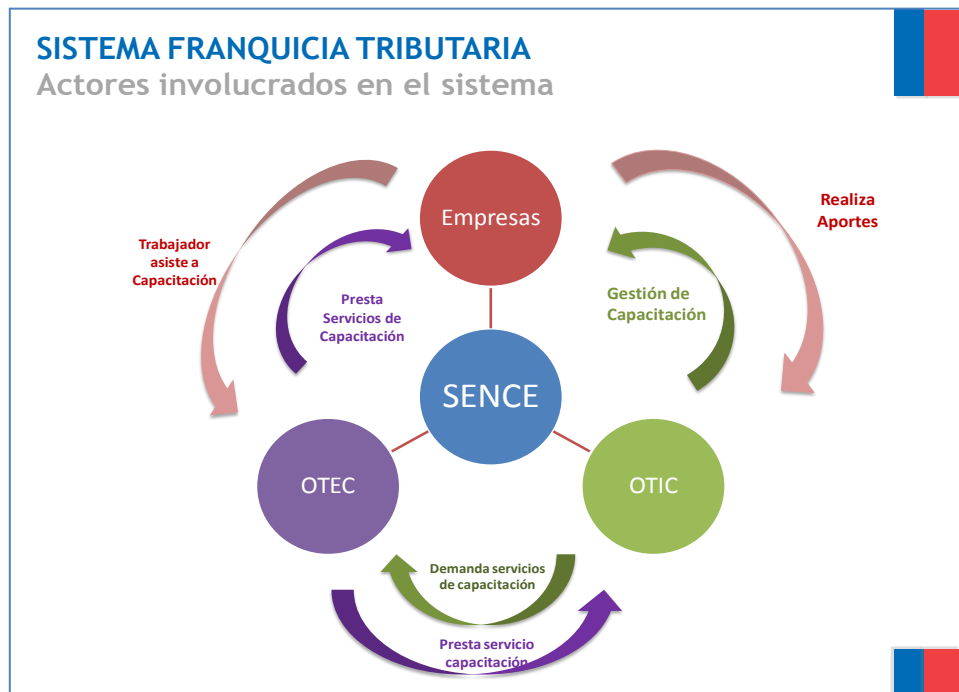 SISTEMA FRANQUICIA TRIBUTARIA
Actores involucrados en el sistema
Empresas
Realiza
Aportes
Trabajador
asiste a
Capacitación
Presta
Servicios de
Capacitación
Gestión de
Capacitación
SENCE
OTEC
OTIC
Demanda servicios
de capacitación
Presta servicio
capacitación